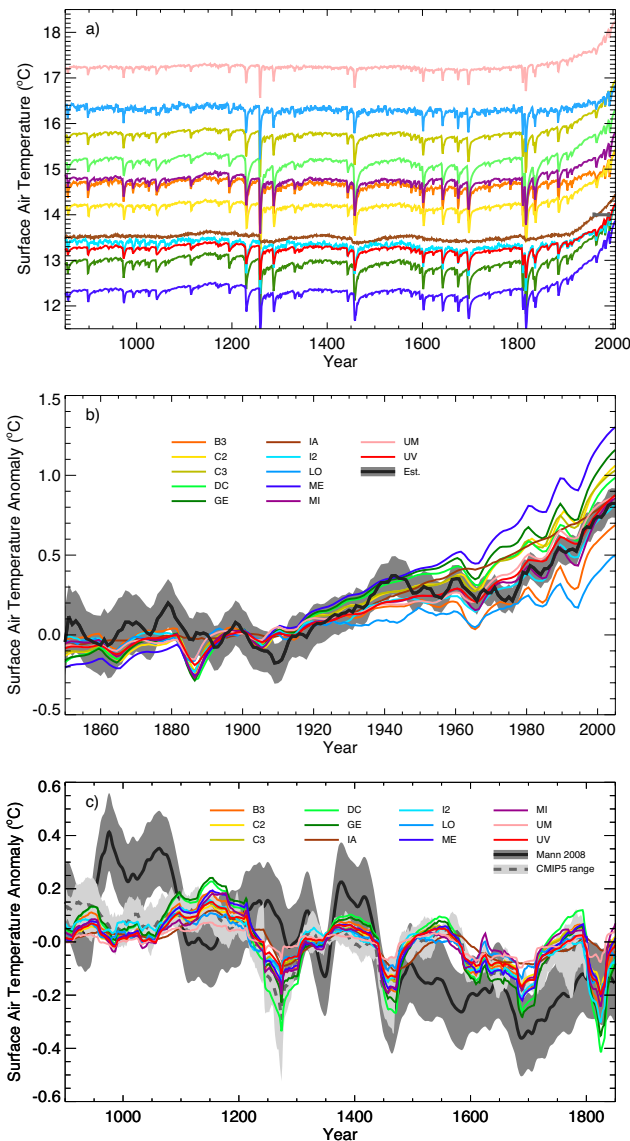 a)
Surface Air Temperature (°C)
18
17
16
15
14
13
12
1000 1200 1400 1600 1800 2000
Year
b)
Surface Air Temperature Anomaly (°C)
1.5
1.0
0.5
0.0
-0.5
B3 IA UM
C2 I2 UV
C3 LO Est.
DC ME
GE MI
1860 1880 1900 1920 1940 1960 1980 2000
Year
c)
Surface Air Temperature Anomaly (°C)
0.6
0.4
0.2
-0.0
-0.2
-0.4
-0.6
B3 DC I2 MI
C2 GE LO UM
C3 IA ME UV
Mann 2008
CMIP5 range
1000 1200 1400 1600 1800
Year